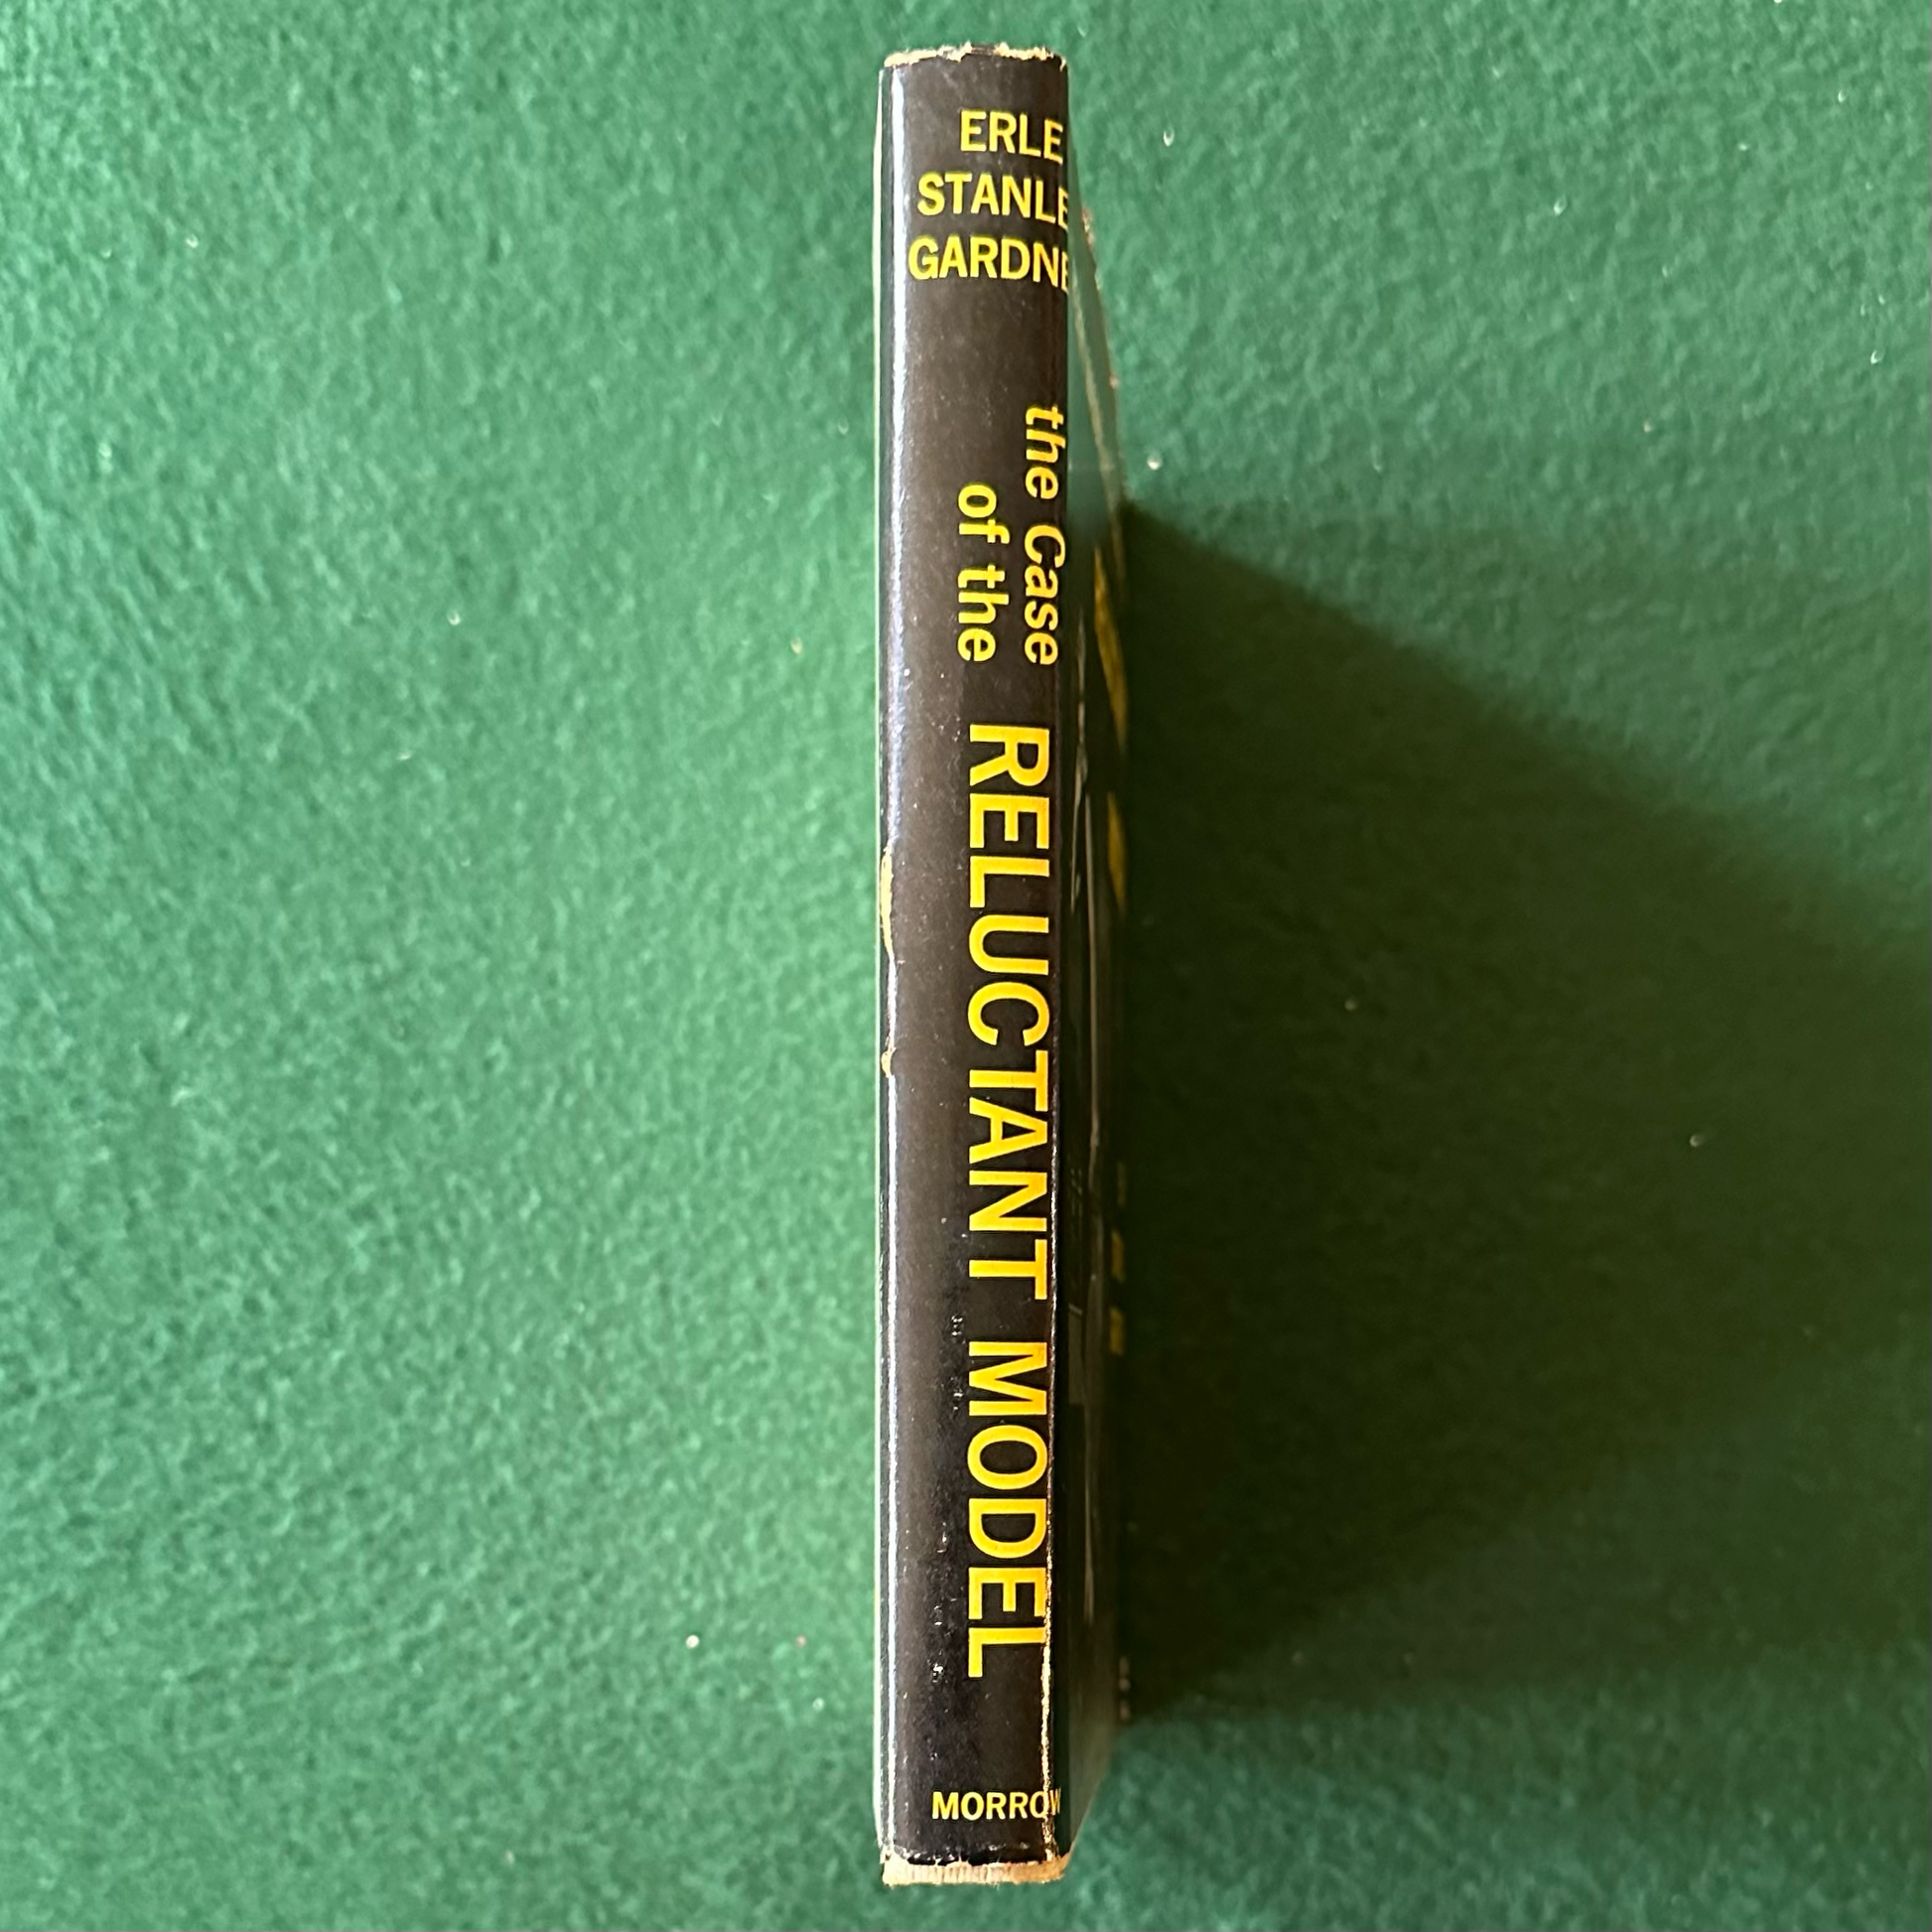 ERLE
STANLE
GARDNE
the Case
of the
RELUCTANT MODEL
MORROW